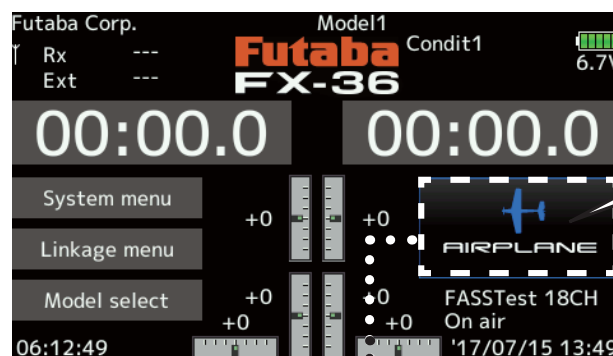 Futaba Corp.
Model1
Rx ---
Ext ---
Futaba
FX-36
Condit1
6.7V
00:00.0
00:00.0
System menu
Linkage menu
Model select
+0
+0
+0
+0
+0
+0
AIRPLANE
FASSTest 18CH
On air
06:12:49
'17/07/15 13:49